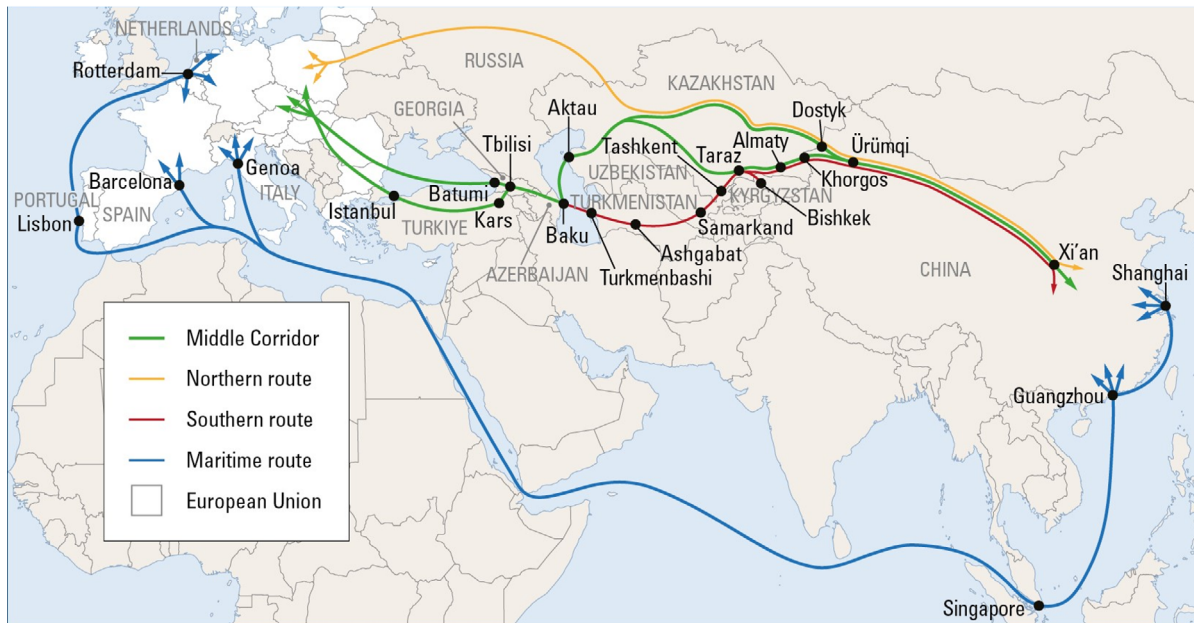 NETHERLANDS
Rotterdam
RUSSIA
KAZAKHSTAN
GEORGIA
Aktau
Dostyk
Tbilisi
Tashkent
Almaty
Taraz
Ürümqi
Genoa
Barcelona
ITALY
UZBEKISTAN
Khorgos
PORTUGAL
SPAIN
Batumi
TURKMENISTAN
KYRGYZSTAN
Lisbon
Istanbul
Kars
Bishkek
TURKIYE
Baku
Samarkand
Ashgabat
Xi’an
AZERBAIJAN
Turkmenbashi
CHINA
Shanghai
Middle Corridor
Northern route
Guangzhou
Southern route
Maritime route
European Union
Singapore